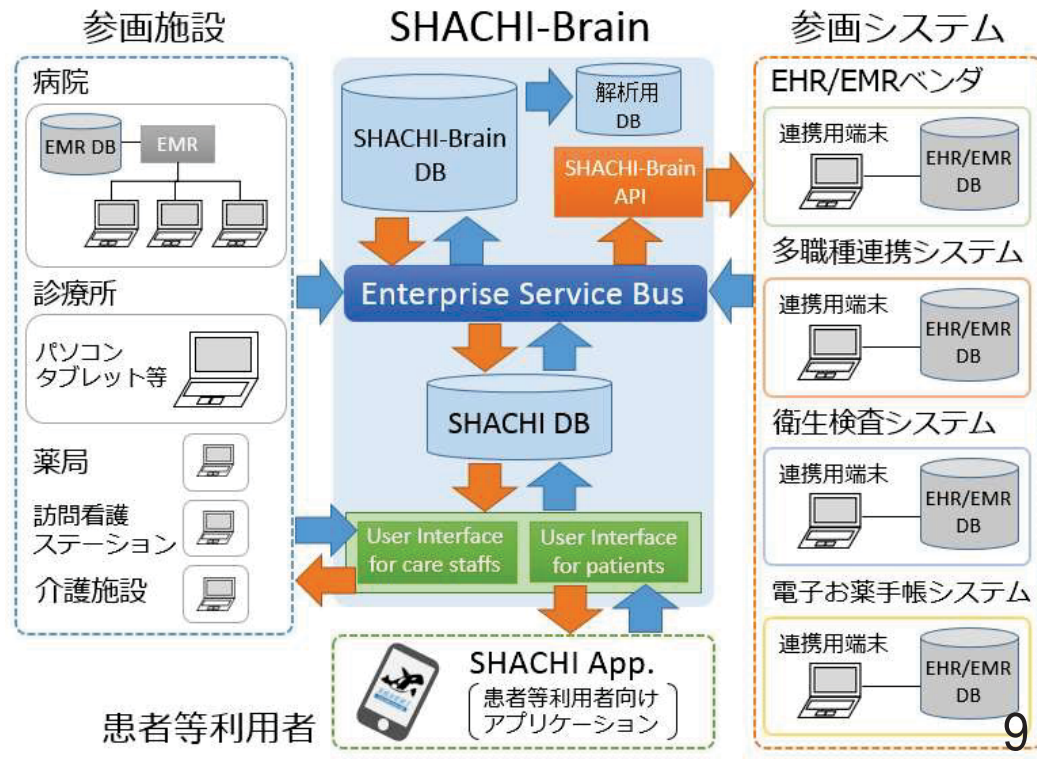 参画施設
病院
EMR DB
EMR
診療所
パソコン
タブレット等
薬局
訪問看護
ステーション
介護施設
SHACHI-Brain
SHACHI-Brain
DB
解析用
DB
SHACHI-Brain
API
Enterprise Service Bus
SHACHI DB
User Interface
for care staffs
User Interface
for patients
SHACHI App.
患者等利用者向け
アプリケーション
患者等利用者
参画システム
EHR/EMRベンダ
連携用端末
EHR/EMR
DB
多職種連携システム
連携用端末
EHR/EMR
DB
衛生検査システム
連携用端末
EHR/EMR
DB
電子お薬手帳システム
連携用端末
EHR/EMR
DB
9